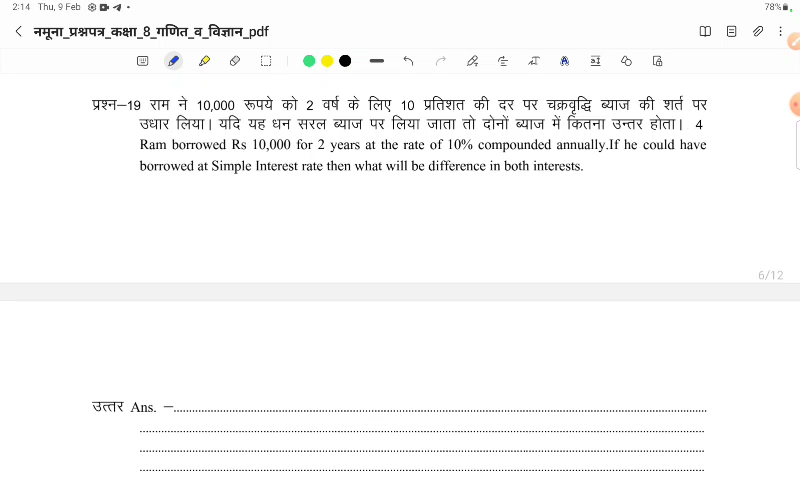 2:14 Thu, 9 Feb 78%
नमूना_प्रश्नपत्र_कक्षा_8_गणित_व_विज्ञान_pdf
प्रश्न–19 राम ने 10,000 रूपये को 2 वर्ष के लिए 10 प्रतिशत की दर पर चक्रवृद्धि ब्याज की शर्त पर
उधार लिया। यदि यह धन सरल ब्याज पर लिया जाता तो दोनों ब्याज में कितना उन्तर होता। 4
Ram borrowed Rs 10,000 for 2 years at the rate of 10% compounded annually.If he could have
borrowed at Simple Interest rate then what will be difference in both interests.
6/12
उत्तर Ans. –........................................................................
........................................................................
........................................................................
........................................................................